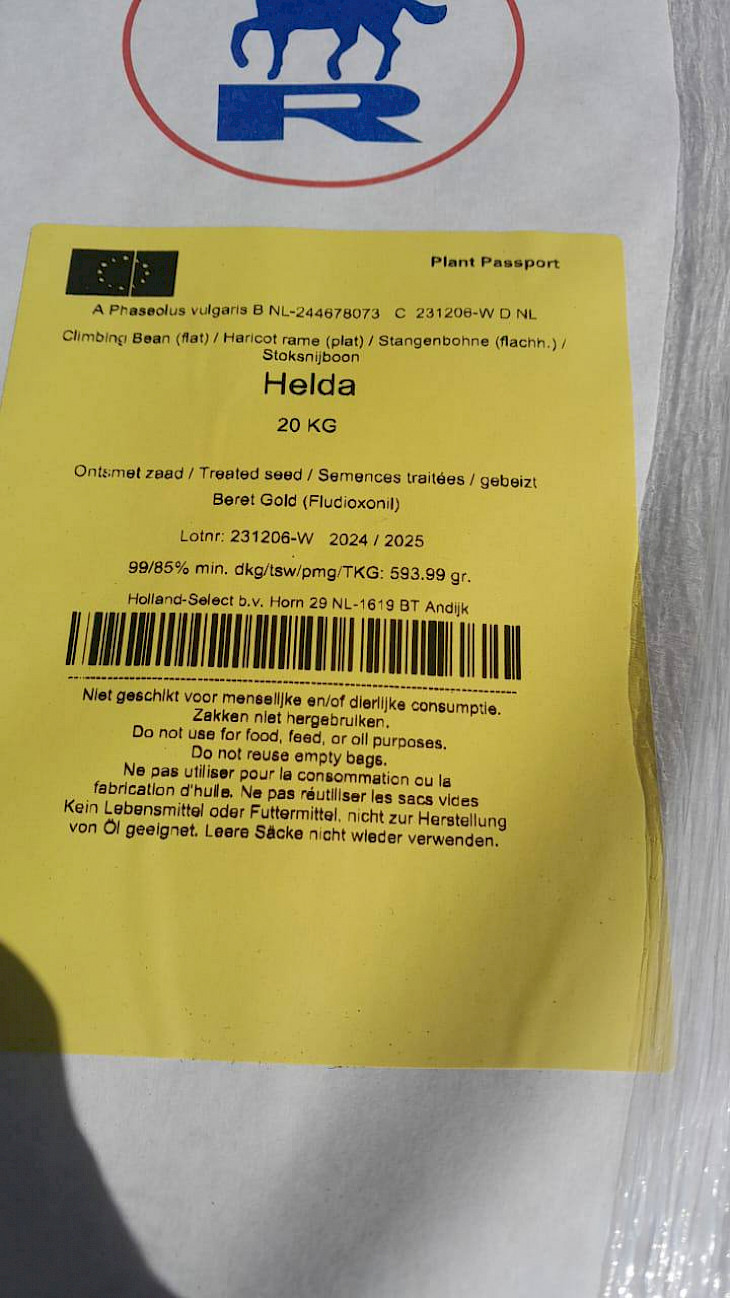 R
Plant Passport
A Phaseolus vulgaris B NL-244678073 C 231206-W D NL
Climbing Bean (flat) / Haricot rame (plat) / Stangenbohne (flachh.) /
Stoksnijboon
Helda
20 KG
Ontsmet zaad / Treated seed / Semences traitées / gebeizt
Beret Gold (Fludioxonil)
Lotnr: 231206-W 2024 / 2025
99/85% min. dkg/tsw/pmg/TKG: 593.99 gr.
Holland-Select b.v. Horn 29 NL-1619 BT Andijk
Niet geschikt voor menselijke en/of dierlijke consumptie.
Zakken niet hergebruiken.
Do not use for food, feed, or oil purposes.
Do not reuse empty bags.
Ne pas utiliser pour la consommation ou la
fabrication d'huile. Ne pas réutiliser les sacs vides
Kein Lebensmittel oder Futtermittel, nicht zur Herstellung
von Öl geeignet. Leere Säcke nicht wieder verwenden.